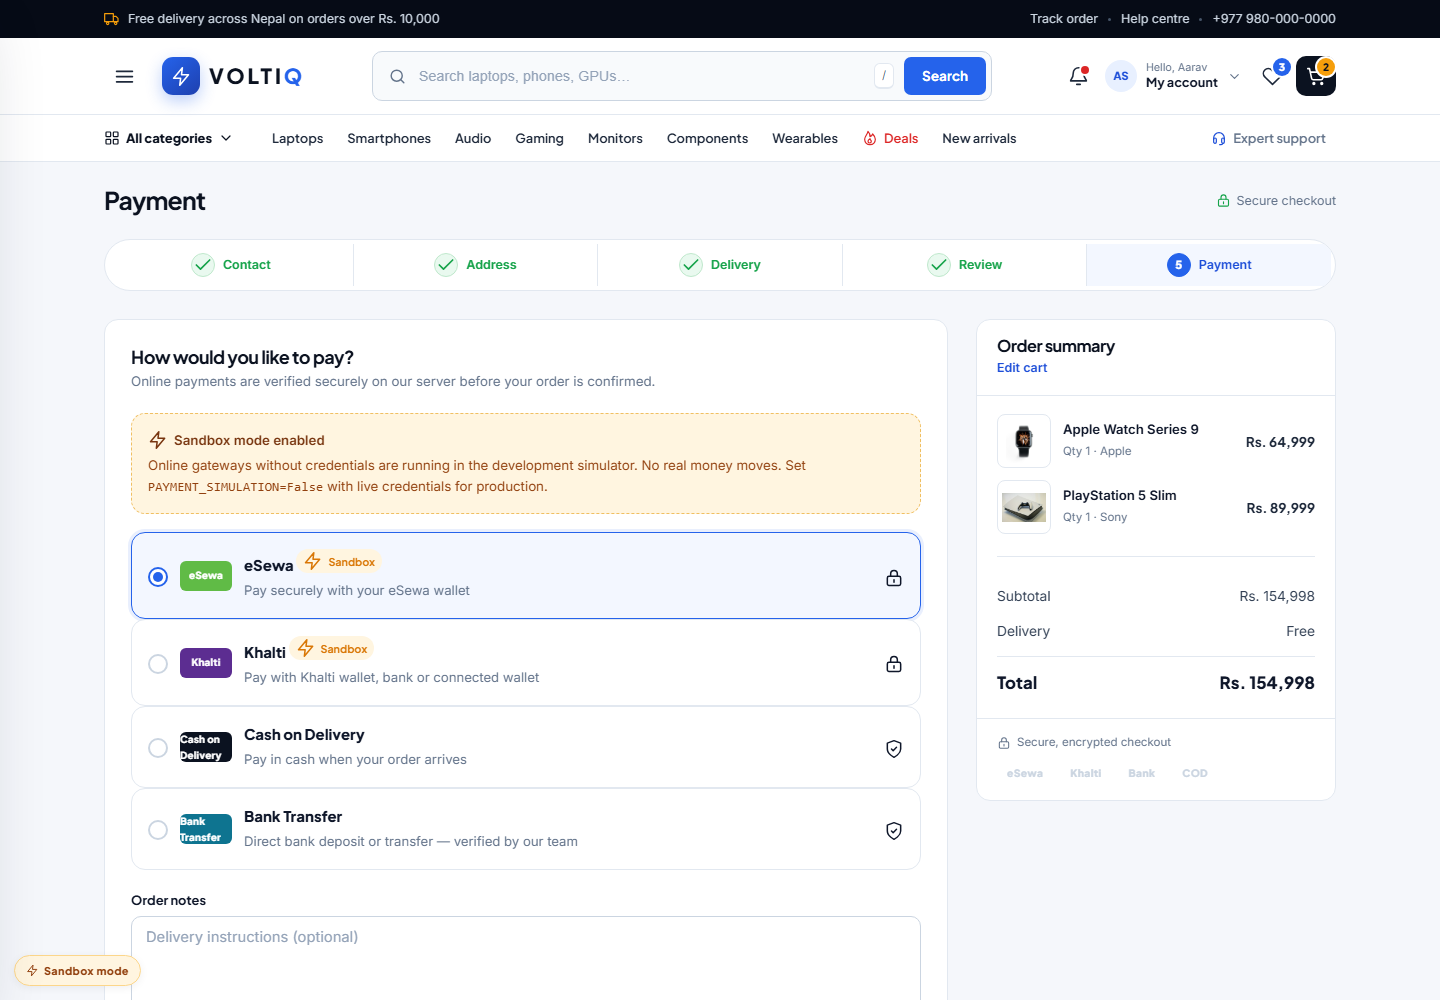 Free delivery across Nepal on orders over Rs. 10,000
Track order • Help centre • +977 980-000-0000
VOLTIQ
Search laptops, phones, GPUs...
/
Search
AS
Hello, Aarav
My account
3
2
All categories
Laptops
Smartphones
Audio
Gaming
Monitors
Components
Wearables
Deals
New arrivals
Expert support
Payment
Secure checkout
Contact
Address
Delivery
Review
5 Payment
How would you like to pay?
Online payments are verified securely on our server before your order is confirmed.
Sandbox mode enabled
Online gateways without credentials are running in the development simulator. No real money moves. Set
PAYMENT_SIMULATION=False with live credentials for production.
eSewa
eSewa Sandbox
Pay securely with your eSewa wallet
Khalti
Khalti Sandbox
Pay with Khalti wallet, bank or connected wallet
Cash on
Delivery
Cash on Delivery
Pay in cash when your order arrives
Bank
Transfer
Bank Transfer
Direct bank deposit or transfer — verified by our team
Order notes
Delivery instructions (optional)
Sandbox mode
Order summary
Edit cart
Apple Watch Series 9
Qty 1 · Apple
Rs. 64,999
PlayStation 5 Slim
Qty 1 · Sony
Rs. 89,999
Subtotal Rs. 154,998
Delivery Free
Total Rs. 154,998
Secure, encrypted checkout
eSewa Khalti Bank COD